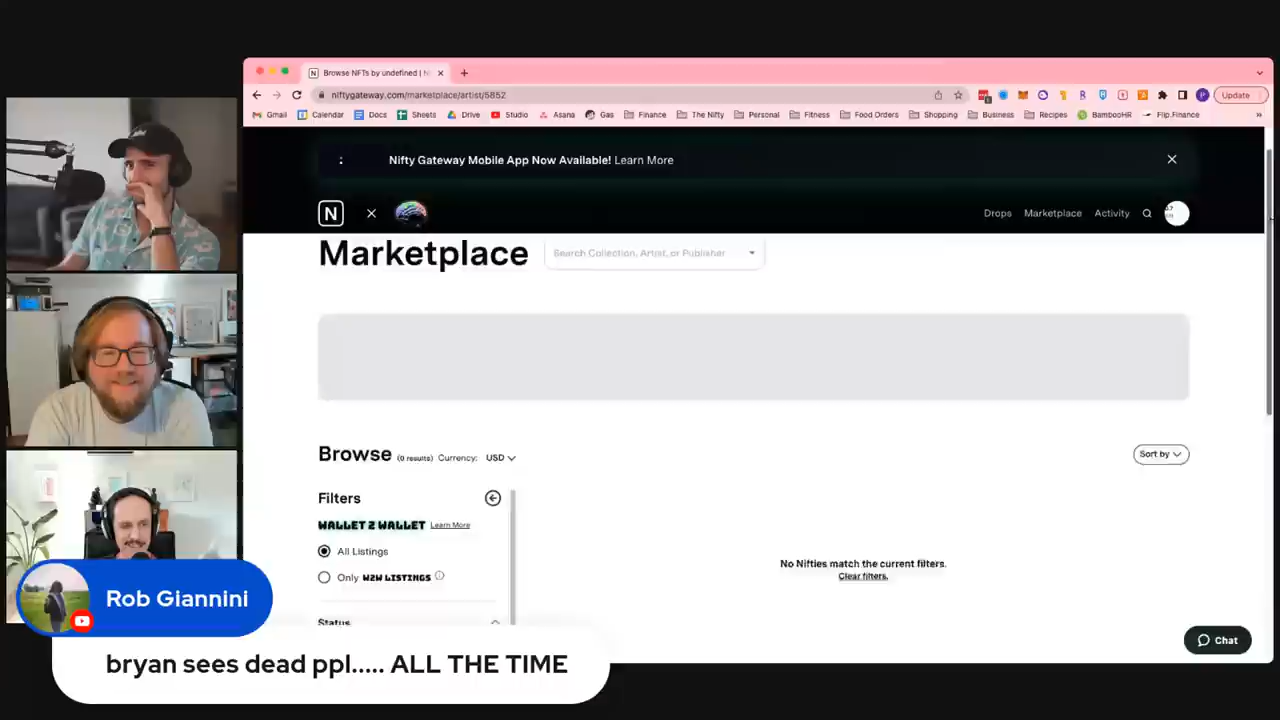 Browse NFTs by undefined | N
niftygateway.com/marketplace/artist/5852
Update
Gmail Calendar Docs Sheets Drive Studio Asana Gas Finance The Nifty Personal Fitness Food Orders Shopping Business Recipes BambooHR Flip.Finance »
Nifty Gateway Mobile App Now Available! Learn More
N
Drops Marketplace Activity
Marketplace
Search Collection, Artist, or Publisher
Browse (0 results) Currency: USD
Sort by
Filters
WALLET 2 WALLET Learn More
All Listings
Only W2W LISTINGS
No Nifties match the current filters.
Clear filters.
Status
Chat
Rob Giannini
bryan sees dead ppl..... ALL THE TIME